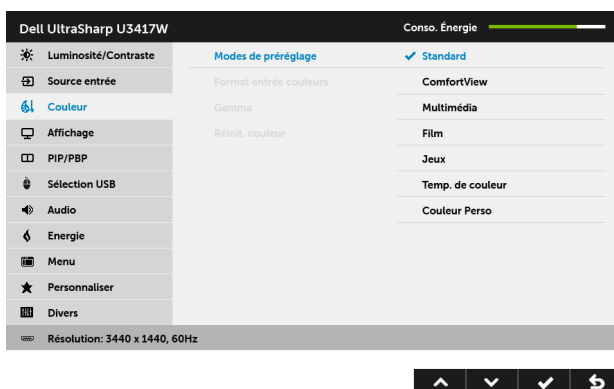 Dell UltraSharp U3417W
Conso. Énergie
Luminosité/Contraste
Modes de préréglage
Standard
Source entrée
Format entrée couleurs
ComfortView
Couleur
Gamma
Multimédia
Affichage
Réinit. couleur
Film
PIP/PBP
Jeux
Sélection USB
Temp. de couleur
Audio
Couleur Perso
Energie
Menu
Personnaliser
Divers
Résolution: 3440 x 1440, 60Hz